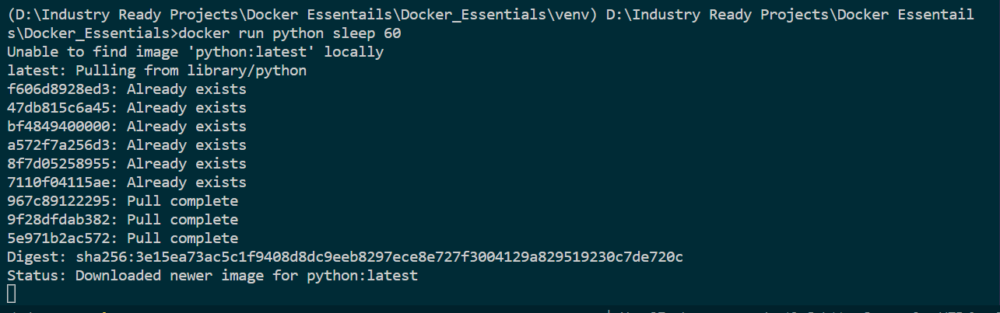 (D:\Industry Ready Projects\Docker Essentails\Docker_Essentials\venv) D:\Industry Ready Projects\Docker Essentail
s\Docker_Essentials>docker run python sleep 60
Unable to find image 'python:latest' locally
latest: Pulling from library/python
f606d8928ed3: Already exists
47db815c6a45: Already exists
bf4849400000: Already exists
a572f7a256d3: Already exists
8f7d05258955: Already exists
7110f04115ae: Already exists
967c89122295: Pull complete
9f28dfdab382: Pull complete
5e971b2ac572: Pull complete
Digest: sha256:3e15ea73ac5c1f9408d8dc9eeb8297ece8e727f3004129a829519230c7de720c
Status: Downloaded newer image for python:latest